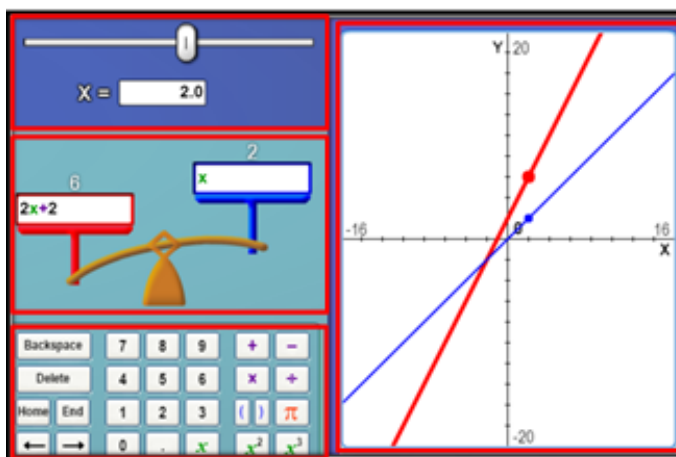 X = 2.0
6
2
2x+2
x
Backspace 7 8 9 + −
Delete 4 5 6 x ÷
Home End 1 2 3 ( ) π
← → 0 . x x² x³
Y 20
-16 0 16
X
-20